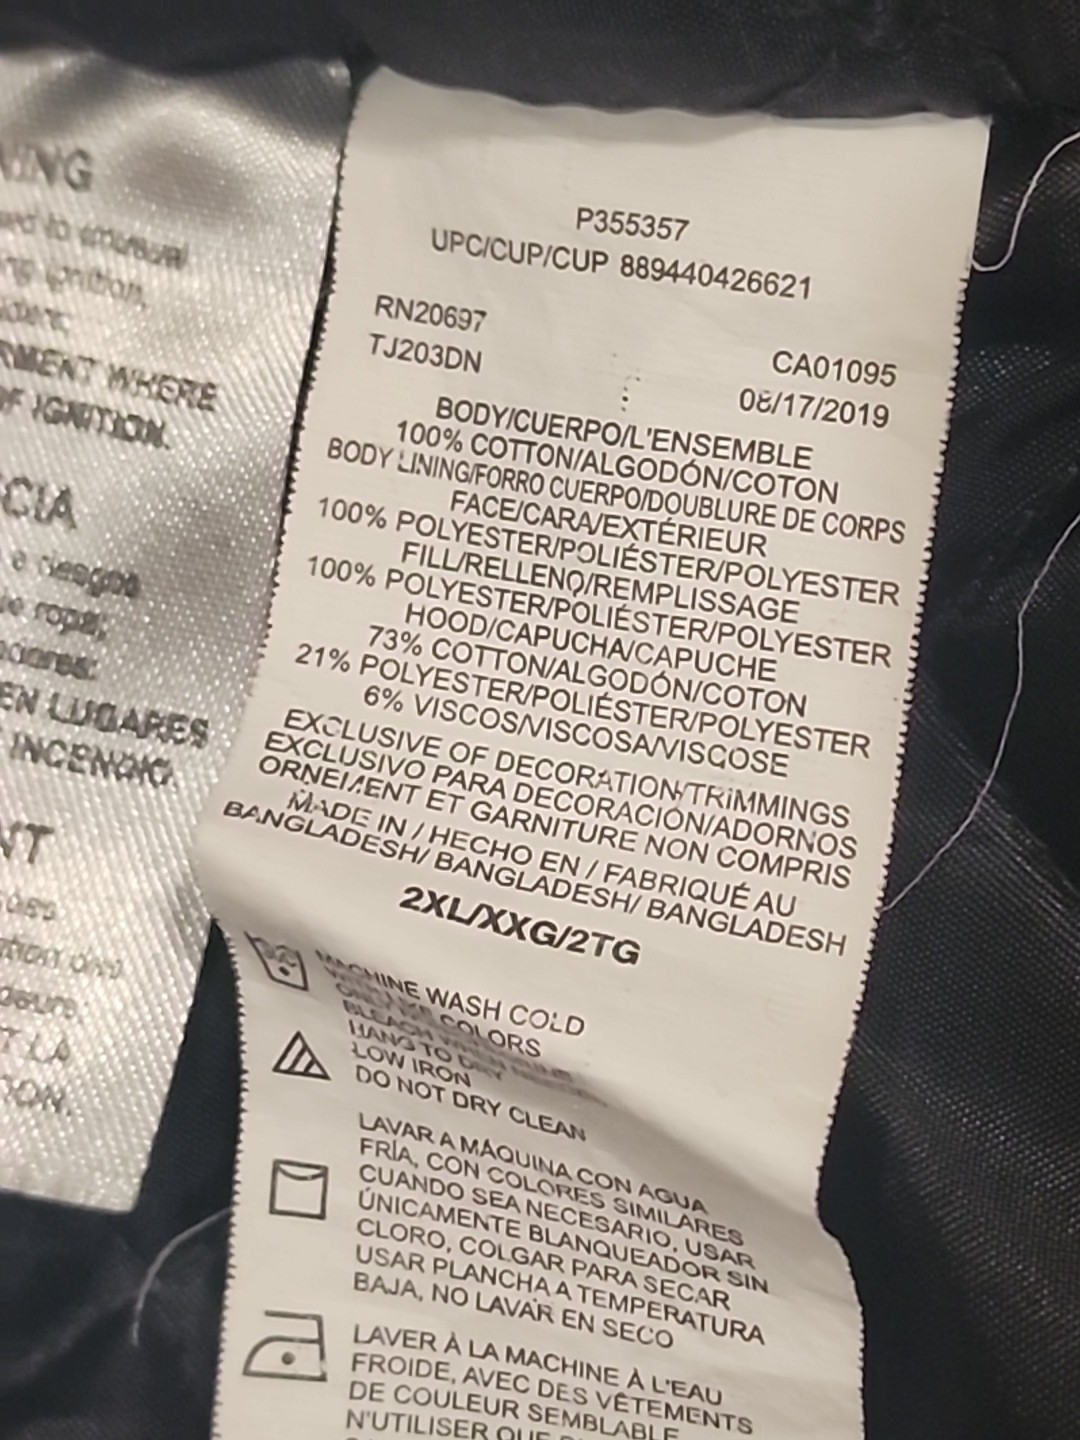 P355357
UPC/CUP/CUP 889440426621
RN20697
TJ203DN
CA01095
08/17/2019
BODY/CUERPO/L'ENSEMBLE
100% COTTON/ALGODÓN/COTON
BODY LINING/FORRO CUERPO/DOUBLURE DE CORPS
FACE/CARA/EXTÉRIEUR
100% POLYESTER/POLIÉSTER/POLYESTER
FILL/RELLENO/REMPLISSAGE
100% POLYESTER/POLIÉSTER/POLYESTER
HOOD/CAPUCHA/CAPUCHE
73% COTTON/ALGODÓN/COTON
21% POLYESTER/POLIÉSTER/POLYESTER
6% VISCOS/VISCOSA/VISCOSE
EXCLUSIVE OF DECORATION/TRIMMINGS
EXCLUSIVO PARA DECORACIÓN/ADORNOS
ORNEMENT ET GARNITURE NON COMPRIS
MADE IN / HECHO EN / FABRIQUÉ AU
BANGLADESH/ BANGLADESH/ BANGLADESH
2XL/XXG/2TG
MACHINE WASH COLD
COLORS
BLEACH
HANG TO DRY
LOW IRON
DO NOT DRY CLEAN
LAVAR A MÁQUINA CON AGUA
FRÍA, CON COLORES SIMILARES
CUANDO SEA NECESARIO, USAR
ÚNICAMENTE BLANQUEADOR SIN
CLORO, COLGAR PARA SECAR
USAR PLANCHA A TEMPERATURA
BAJA, NO LAVAR EN SECO
LAVER À LA MACHINE À L'EAU
FROIDE, AVEC DES VÊTEMENTS
DE COULEUR SEMBLABLE
N'UTILISER QUE
WHERE
OF IGNITION.
EN LUGARES
INCENDIO.